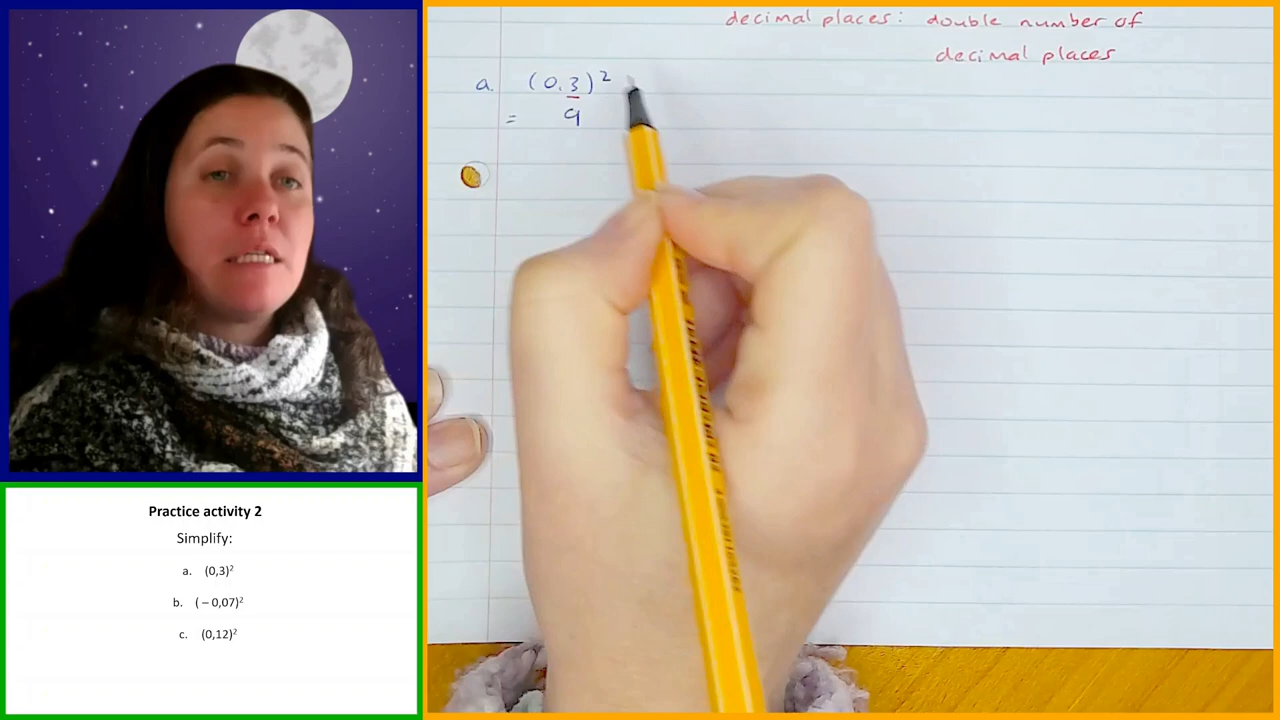 decimal places: double number of
decimal places
a. (0,3)²
= 9
Practice activity 2
Simplify:
a. (0,3)²
b. (– 0,07)²
c. (0,12)²